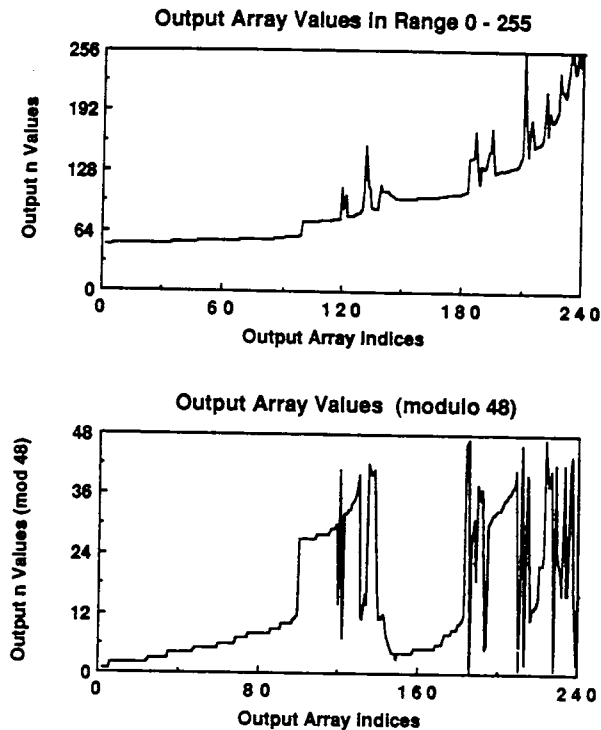 Output Array Values in Range 0 - 255
Output n Values
256
192
128
64
0
0 60 120 180 240
Output Array Indices
Output Array Values (modulo 48)
Output n Values (mod 48)
48
36
24
12
0
0 80 160 240
Output Array Indices